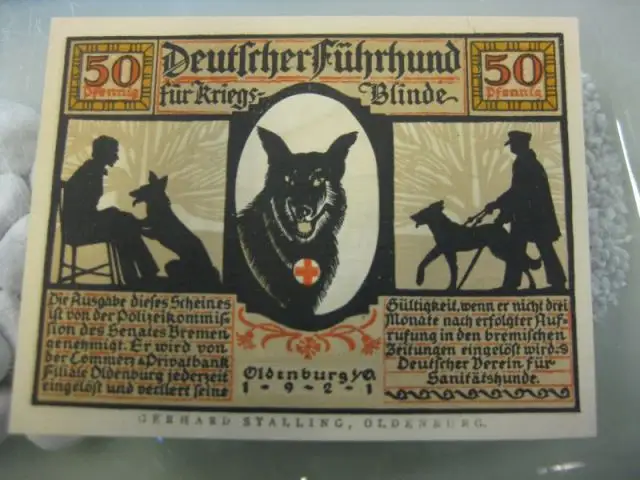 50 Pfennig
Deutscher Führhund
50 Pfennig
für Kriegs-Blinde
Die Ausgabe dieses Scheines
ist von der Polizeikommis-
sion des Senates Bremen
genehmigt. Er wird von
der Commerz & Privatbank
Filiale Oldenburg jederzeit
eingelöst und verliert seine
Gültigkeit, wenn er nicht drei
Monate nach erfolgter Auf-
rufung in den bremischen
Zeitungen eingelöst wird.
Deutscher Verein für
Sanitätshunde.
Oldenburg i/O.
1-9-2-1
GERHARD STALLING, OLDENBURG.